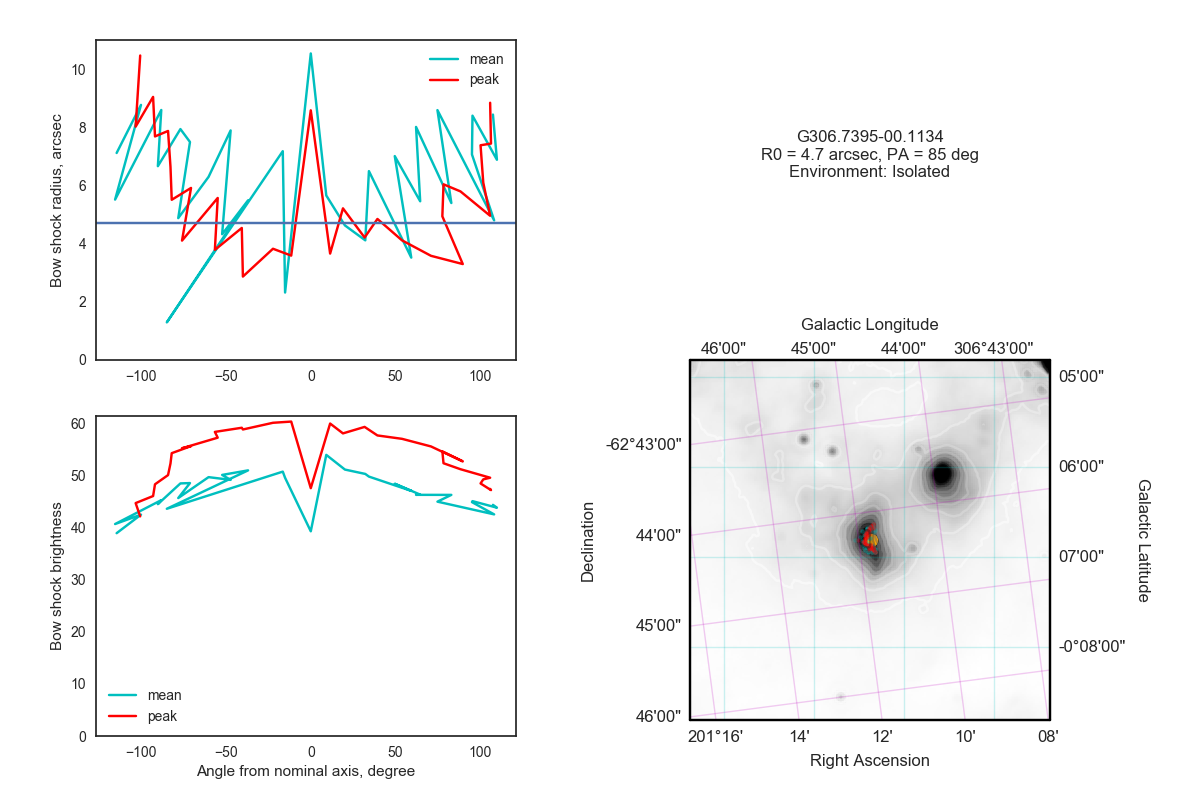 Bow shock radius, arcsec
10
8
6
4
2
0
mean
peak
−100
−50
0
50
100
G306.7395-00.1134
R0 = 4.7 arcsec, PA = 85 deg
Environment: Isolated
Bow shock brightness
60
50
40
30
20
10
0
mean
peak
−100
−50
0
50
100
Angle from nominal axis, degree
Galactic Longitude
46'00"
45'00"
44'00"
306°43'00"
Declination
-62°43'00"
44'00"
45'00"
46'00"
05'00"
06'00"
07'00"
-0°08'00"
Galactic Latitude
201°16'
14'
12'
10'
08'
Right Ascension